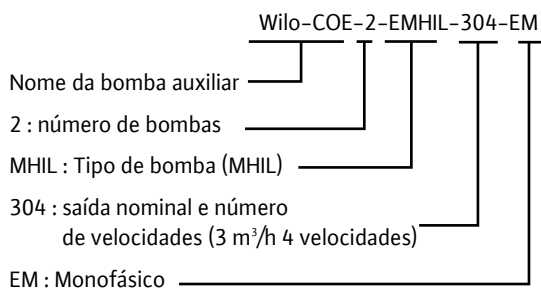 Wilo-COE-2-EMHIL-304-EM
Nome da bomba auxiliar
2 : número de bombas
MHIL : Tipo de bomba (MHIL)
304 : saída nominal e número
de velocidades (3 m³/h 4 velocidades)
EM : Monofásico